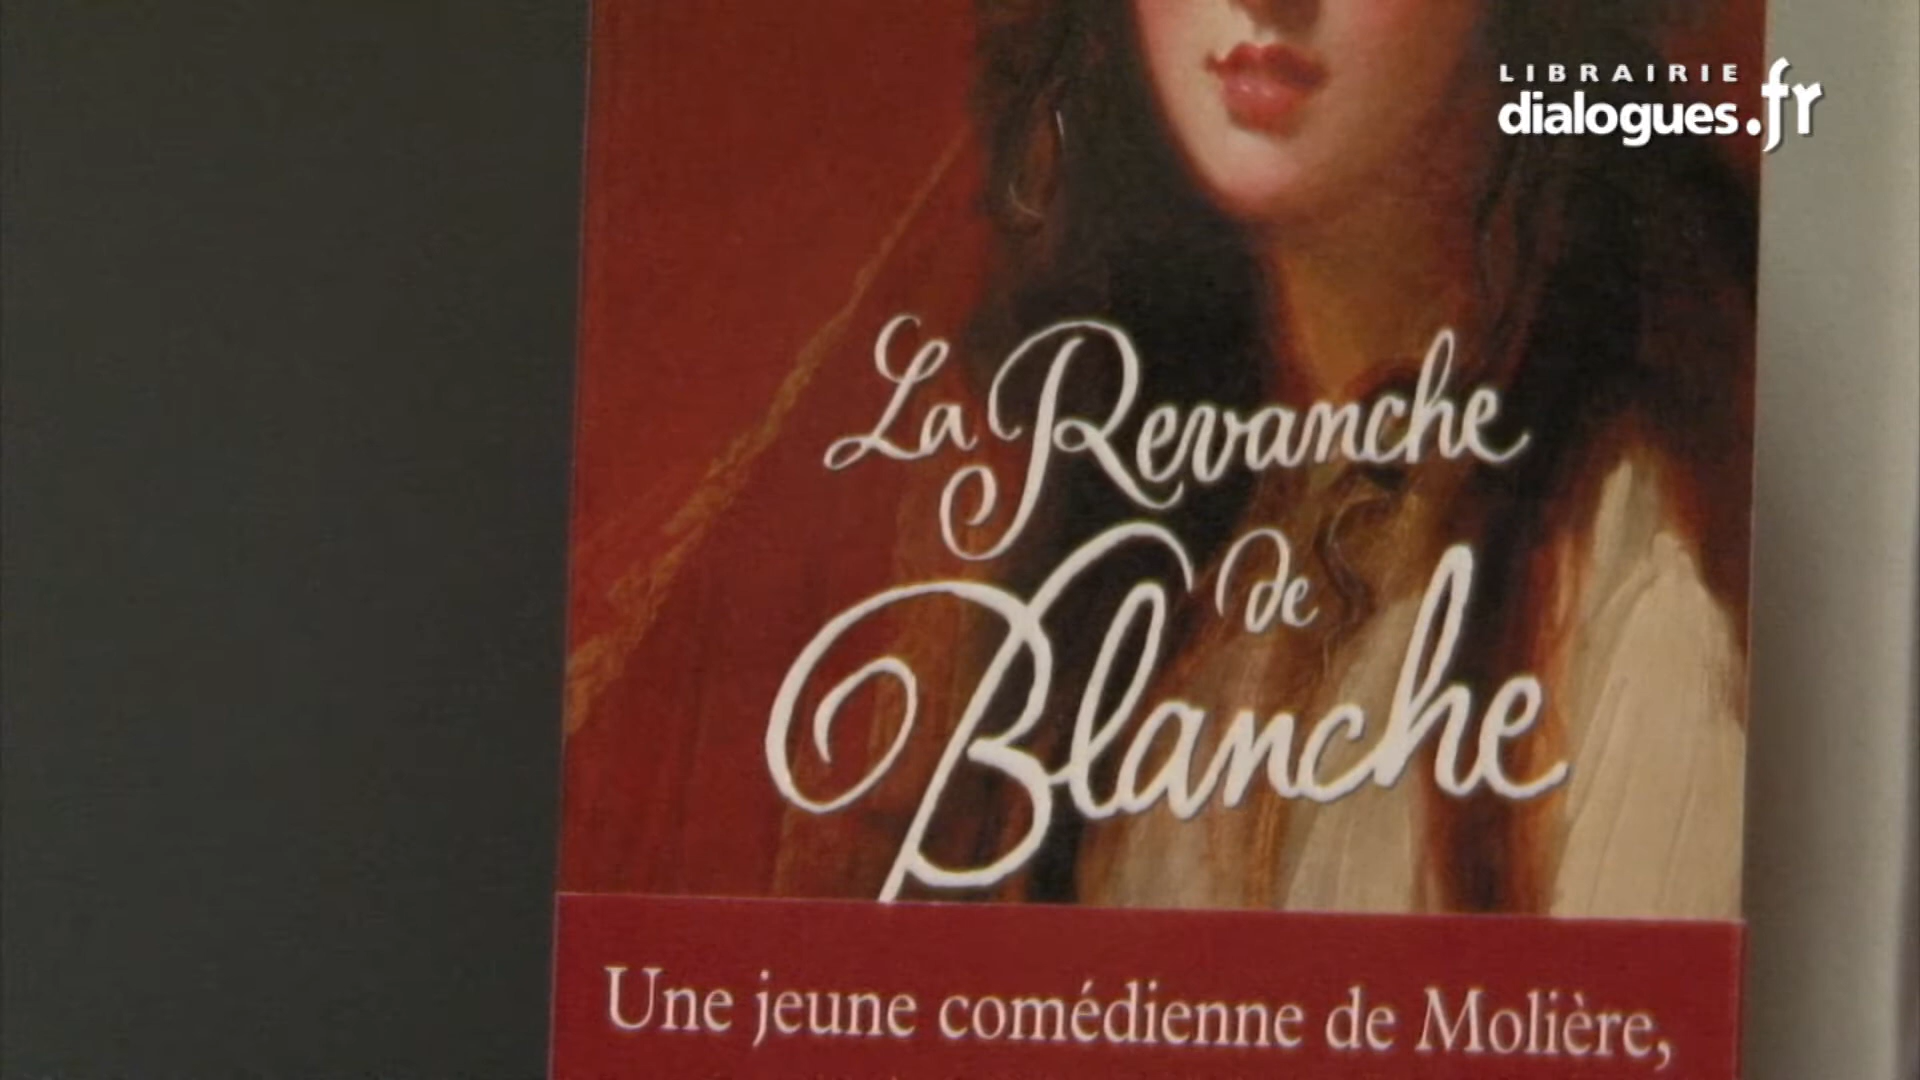 LIBRAIRIE
dialogues.fr
La Revanche
de
Blanche
Une jeune comédienne de Molière,